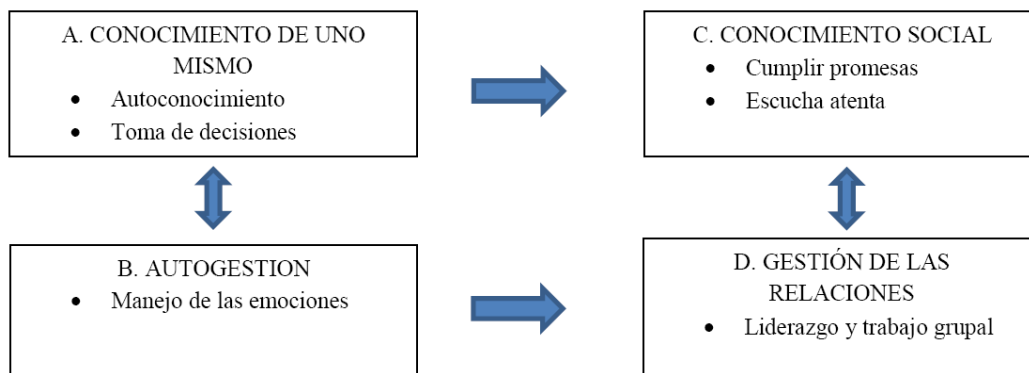 A. CONOCIMIENTO DE UNO
MISMO
• Autoconocimiento
• Toma de decisiones
C. CONOCIMIENTO SOCIAL
• Cumplir promesas
• Escucha atenta
B. AUTOGESTION
• Manejo de las emociones
D. GESTIÓN DE LAS
RELACIONES
• Liderazgo y trabajo grupal